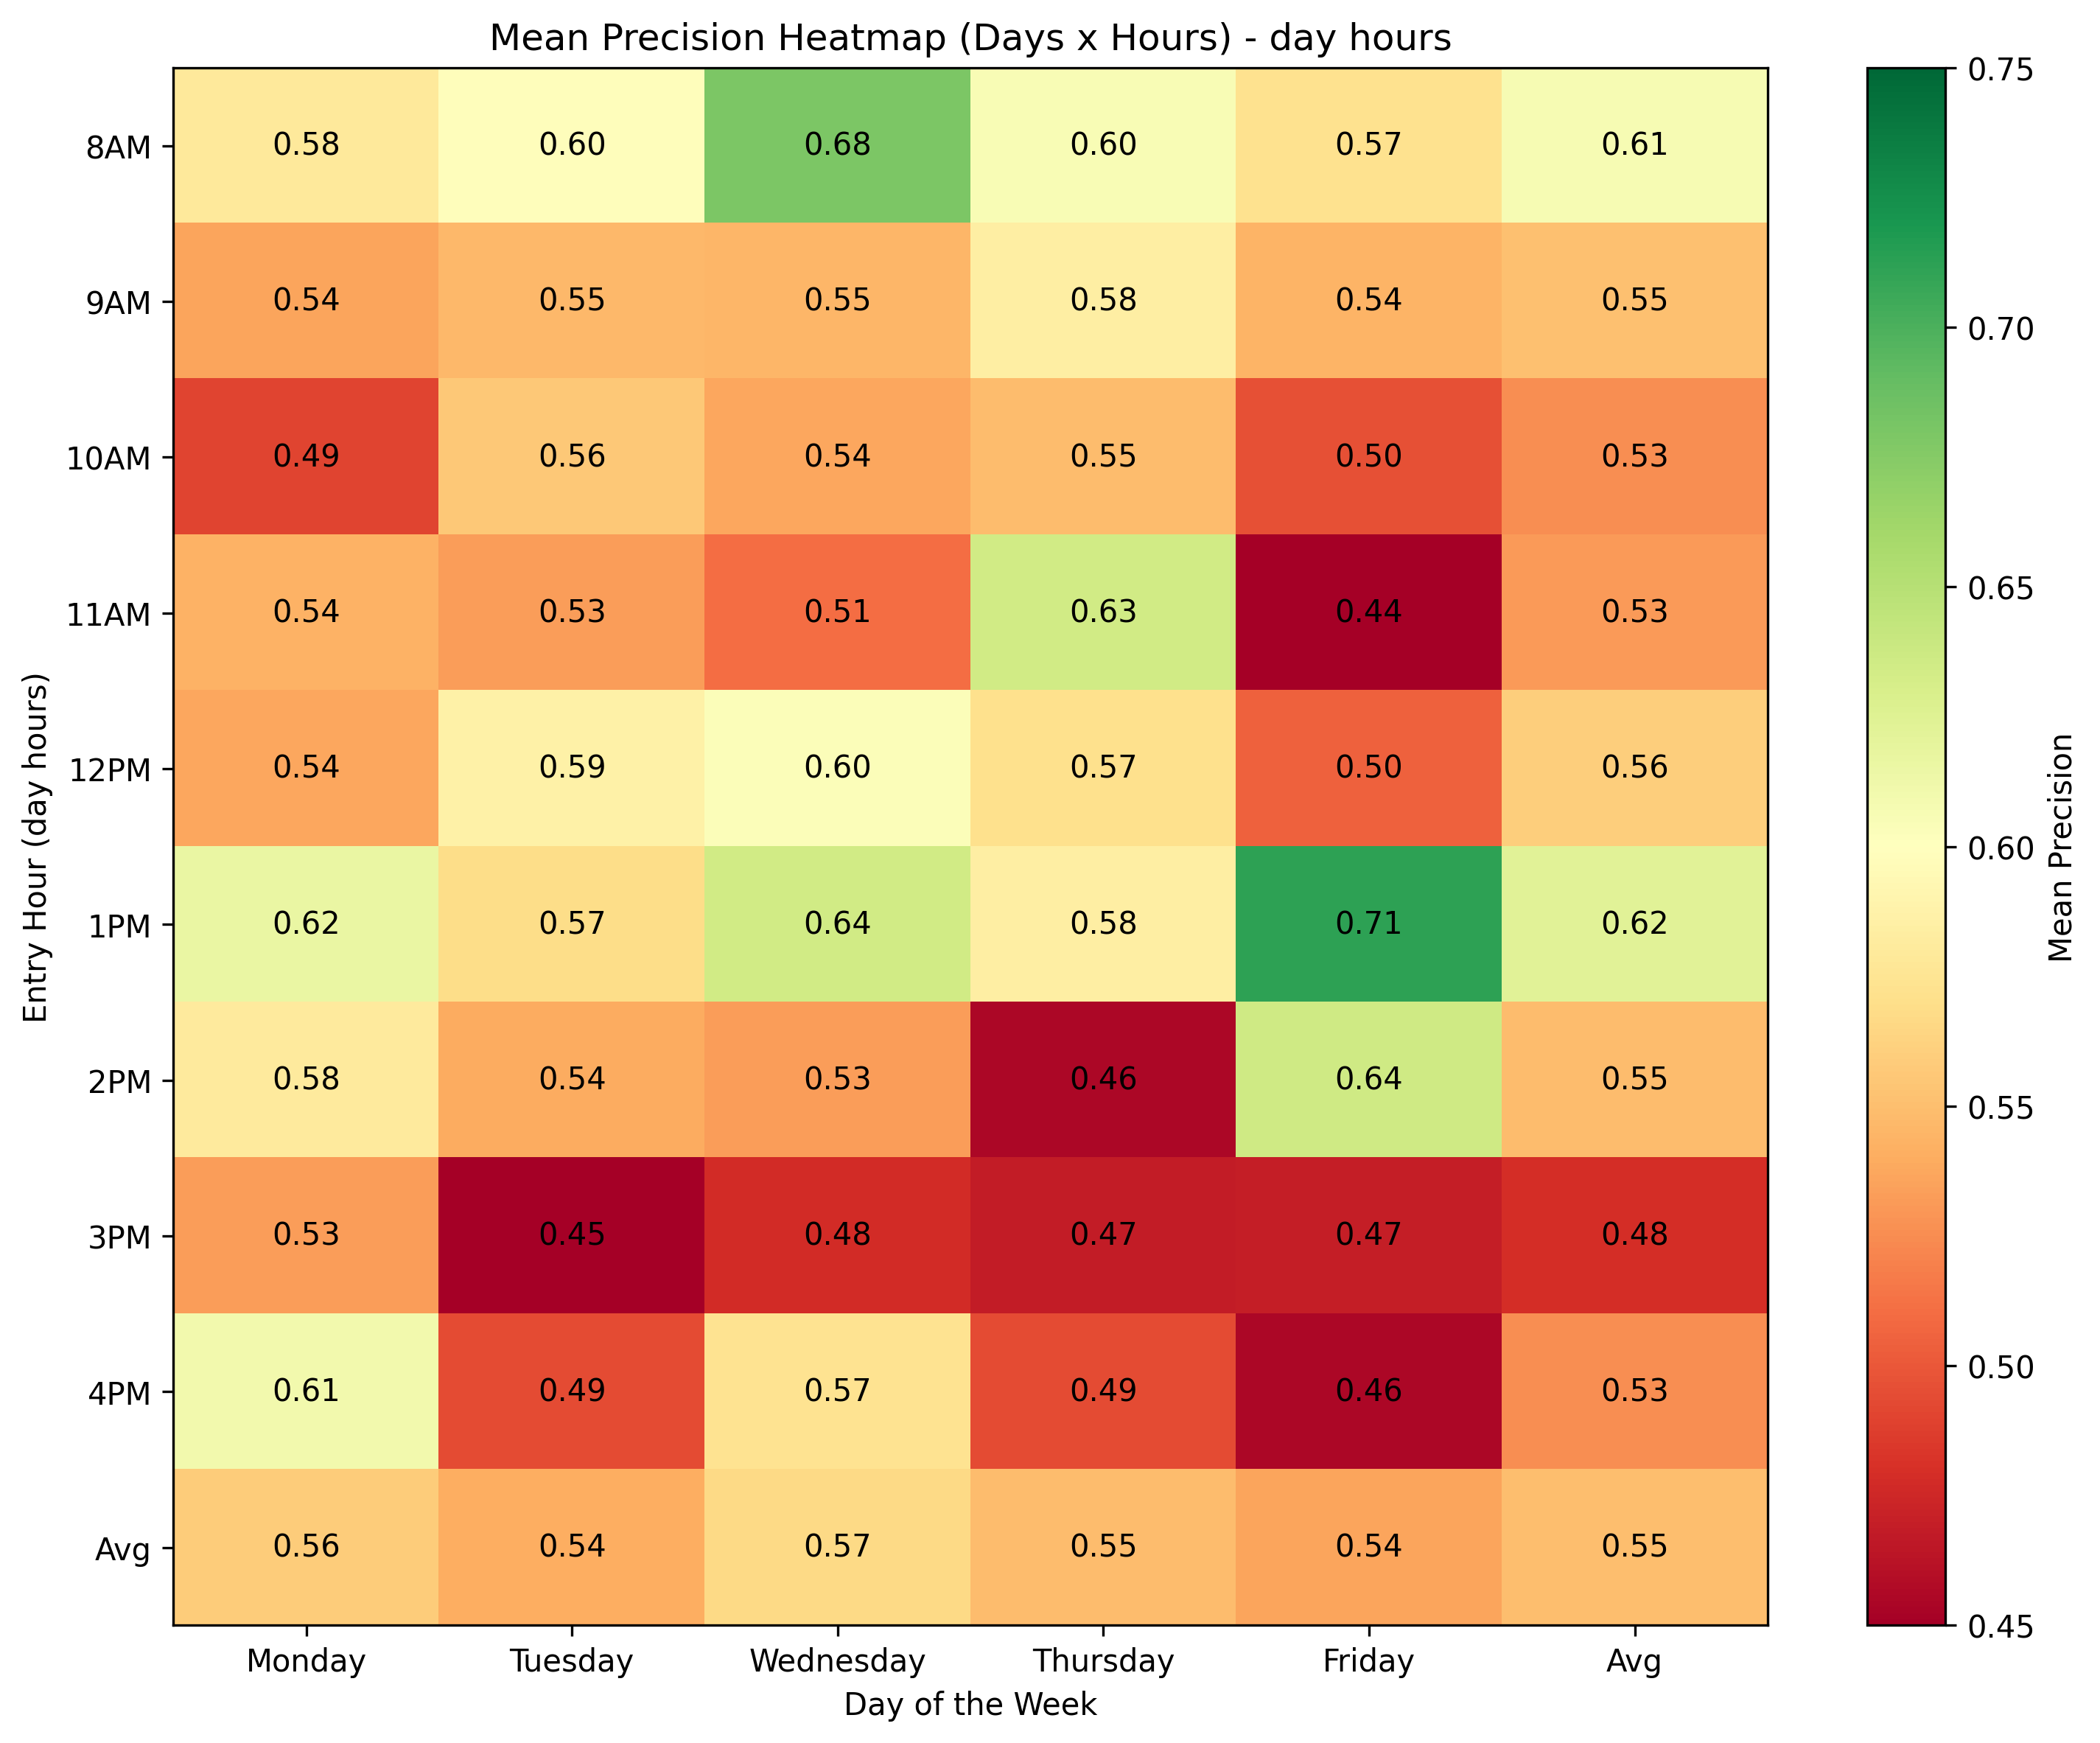 Mean Precision Heatmap (Days x Hours) - day hours
8AM 0.58 0.60 0.68 0.60 0.57 0.61
9AM 0.54 0.55 0.55 0.58 0.54 0.55
10AM 0.49 0.56 0.54 0.55 0.50 0.53
11AM 0.54 0.53 0.51 0.63 0.44 0.53
12PM 0.54 0.59 0.60 0.57 0.50 0.56
1PM 0.62 0.57 0.64 0.58 0.71 0.62
2PM 0.58 0.54 0.53 0.46 0.64 0.55
3PM 0.53 0.45 0.48 0.47 0.47 0.48
4PM 0.61 0.49 0.57 0.49 0.46 0.53
Avg 0.56 0.54 0.57 0.55 0.54 0.55
Monday Tuesday Wednesday Thursday Friday Avg
Day of the Week
Entry Hour (day hours)
0.75
0.70
0.65
0.60
0.55
0.50
0.45
Mean Precision